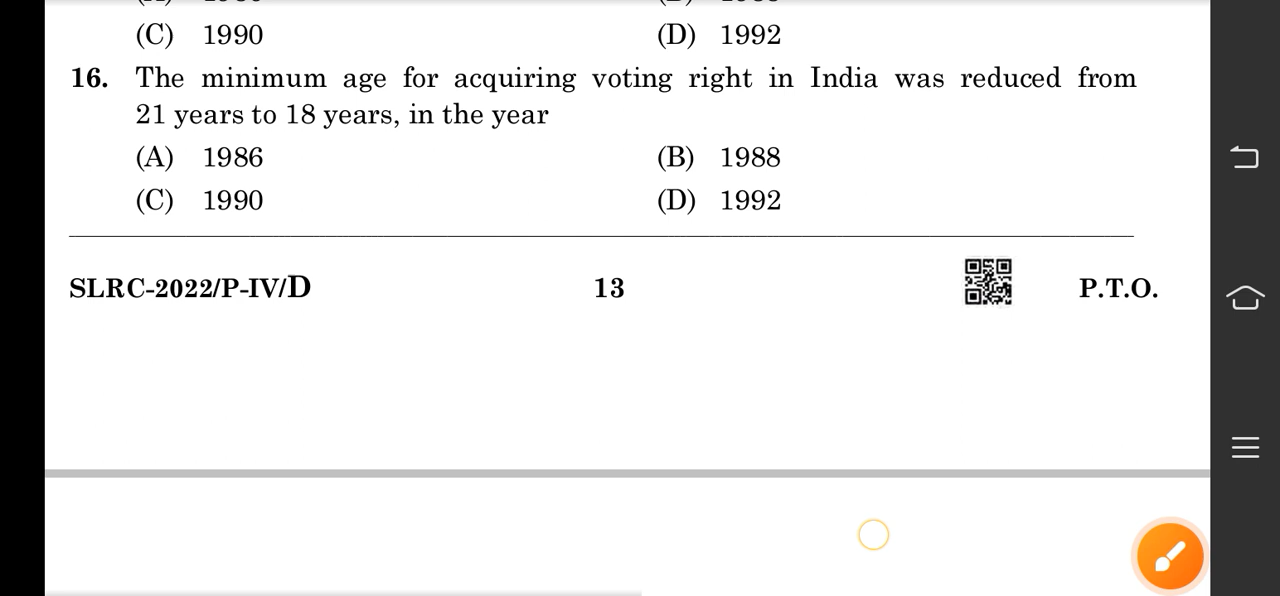 (C) 1990 (D) 1992
16. The minimum age for acquiring voting right in India was reduced from
21 years to 18 years, in the year
(A) 1986 (B) 1988
(C) 1990 (D) 1992
SLRC-2022/P-IV/D 13 P.T.O.